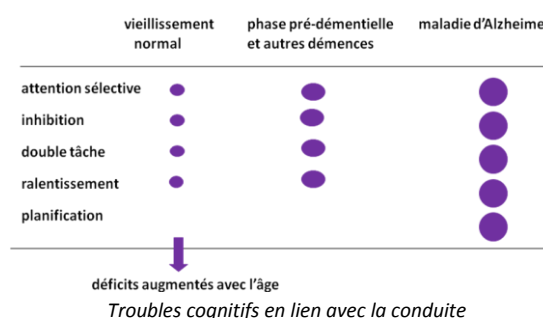 vieillissement phase pré-démentielle maladie d'Alzheime
normal et autres démences
attention sélective
inhibition
double tâche
ralentissement
planification
déficits augmentés avec l'âge
Troubles cognitifs en lien avec la conduite